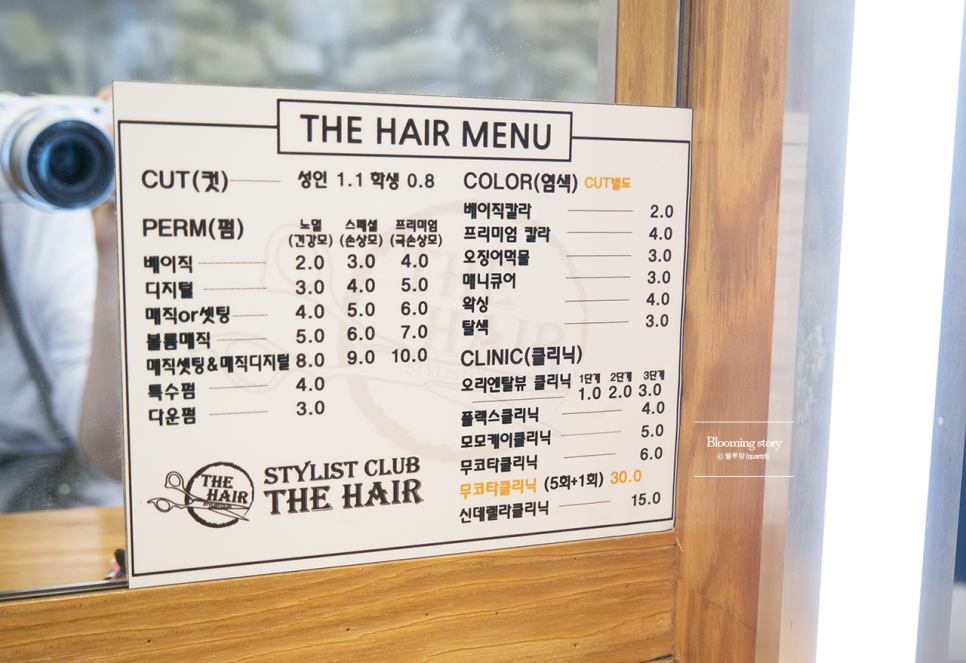 THE HAIR MENU
CUT(컷) 성인 1.1 학생 0.8
PERM(펌) 노멀 (건강모) 스페셜 (손상모) 프리미엄 (극손상모)
베이직 2.0 3.0 4.0
디지털 3.0 4.0 5.0
매직or셋팅 4.0 5.0 6.0
볼륨매직 5.0 6.0 7.0
매직셋팅&매직디지털 8.0 9.0 10.0
특수펌 4.0
다운펌 3.0
THE HAIR
STYLIST CLUB
THE HAIR
COLOR(염색) CUT별도
베이직칼라 2.0
프리미엄 칼라 4.0
오징어먹물 3.0
매니큐어 3.0
왁싱 4.0
탈색 3.0
CLINIC(클리닉)
오리엔탈뷰 클리닉 1단계 1.0 2단계 2.0 3단계 3.0
플렉스클리닉 4.0
모모케이클리닉 5.0
무코타클리닉 6.0
무코타클리닉 (5회+1회) 30.0
신데렐라클리닉 15.0
Blooming story
© 블루밍(quartzl)